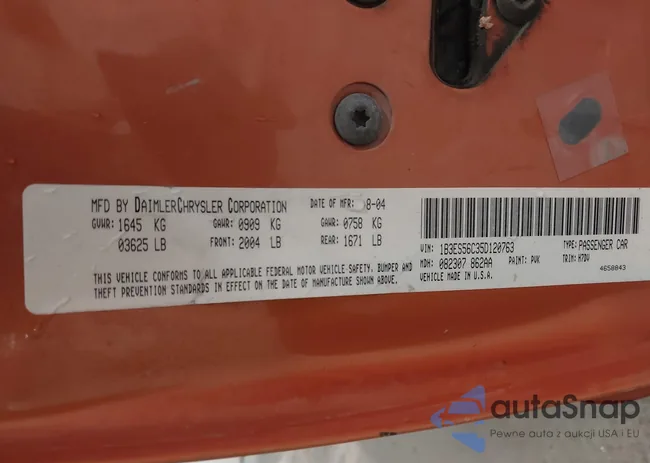 MFD BY DAIMLERCHRYSLER CORPORATION DATE OF MFR: 8-04
GVWR: 1645 KG GAWR: 0909 KG GAWR: 0758 KG
03625 LB FRONT: 2004 LB REAR: 1671 LB
THIS VEHICLE CONFORMS TO ALL APPLICABLE FEDERAL MOTOR VEHICLE SAFETY, BUMPER AND
THEFT PREVENTION STANDARDS IN EFFECT ON THE DATE OF MANUFACTURE SHOWN ABOVE.
VIN: 1B3ES56C35D120763 TYPE: PASSENGER CAR
MDH: 082307 862AA PAINT: PVK TRIM: H7DV
VEHICLE MADE IN U.S.A. 4658843
autaSnap
Pewne auta z aukcji USA i EU